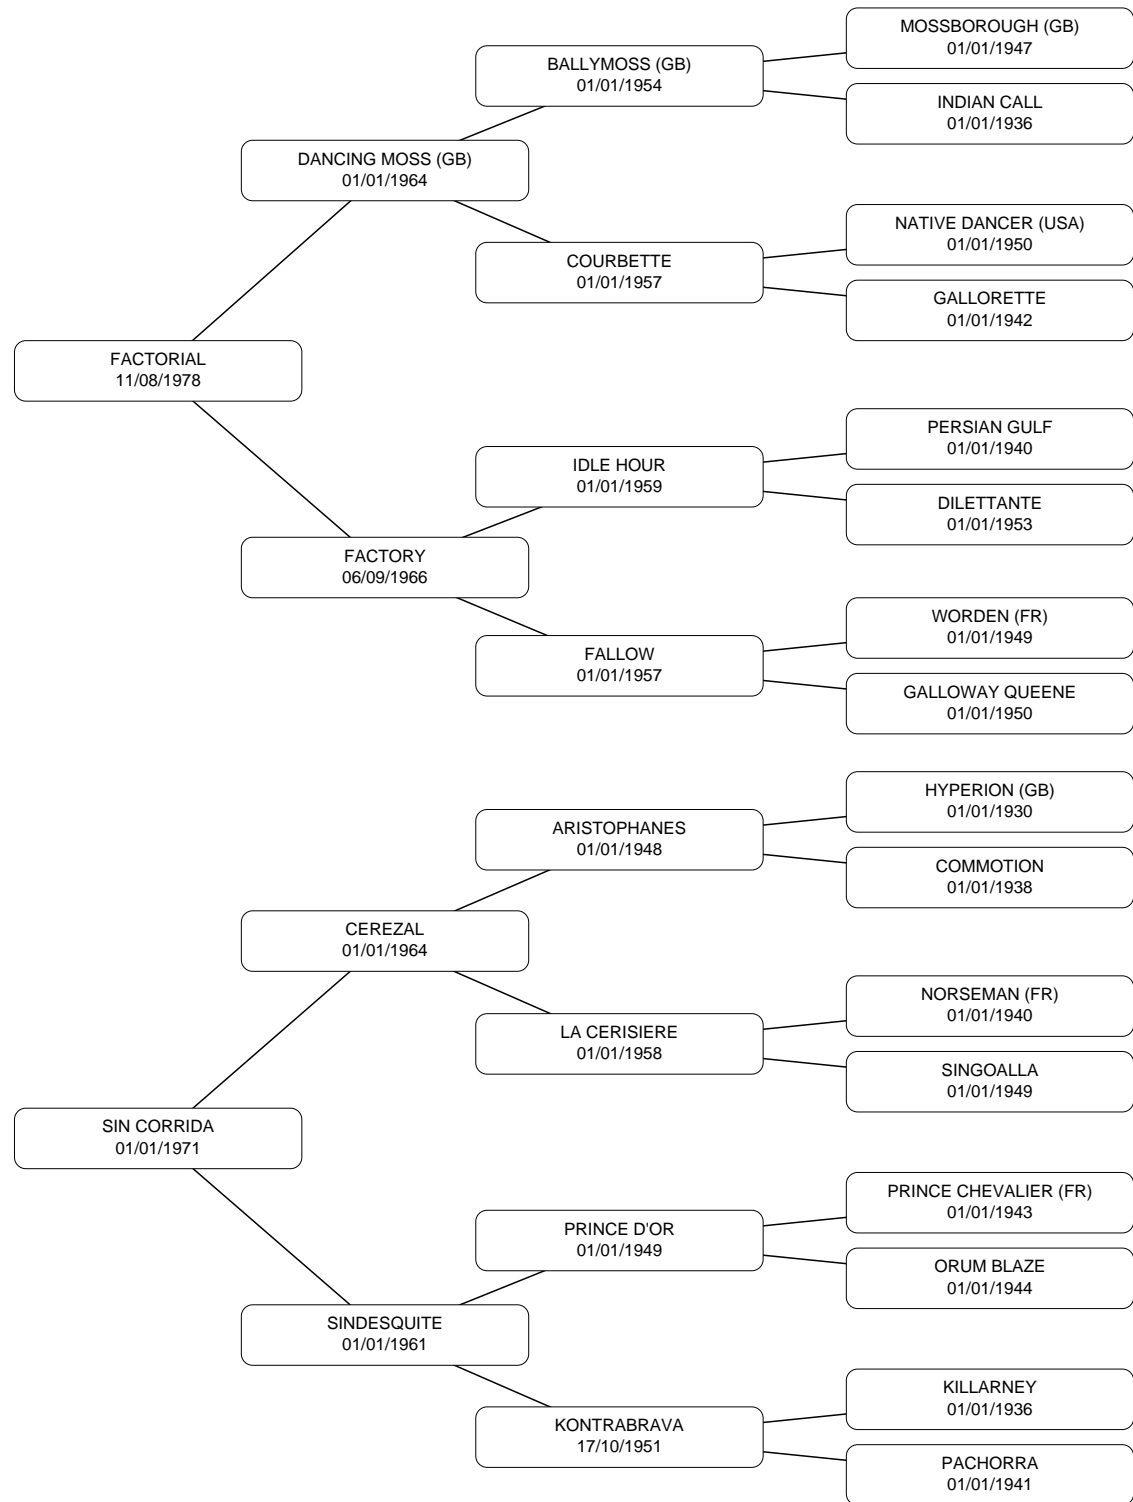 MOSSBOROUGH (GB)
01/01/1947
BALLYMOSS (GB)
01/01/1954
INDIAN CALL
01/01/1936
DANCING MOSS (GB)
01/01/1964
NATIVE DANCER (USA)
01/01/1950
COURBETTE
01/01/1957
GALLORETTE
01/01/1942
FACTORIAL
11/08/1978
PERSIAN GULF
01/01/1940
IDLE HOUR
01/01/1959
DILETTANTE
01/01/1953
FACTORY
06/09/1966
WORDEN (FR)
01/01/1949
FALLOW
01/01/1957
GALLOWAY QUEENE
01/01/1950
HYPERION (GB)
01/01/1930
ARISTOPHANES
01/01/1948
COMMOTION
01/01/1938
CEREZAL
01/01/1964
NORSEMAN (FR)
01/01/1940
LA CERISIERE
01/01/1958
SINGOALLA
01/01/1949
SIN CORRIDA
01/01/1971
PRINCE CHEVALIER (FR)
01/01/1943
PRINCE D'OR
01/01/1949
ORUM BLAZE
01/01/1944
SINDESQUITE
01/01/1961
KILLARNEY
01/01/1936
KONTRABRAVA
17/10/1951
PACHORRA
01/01/1941